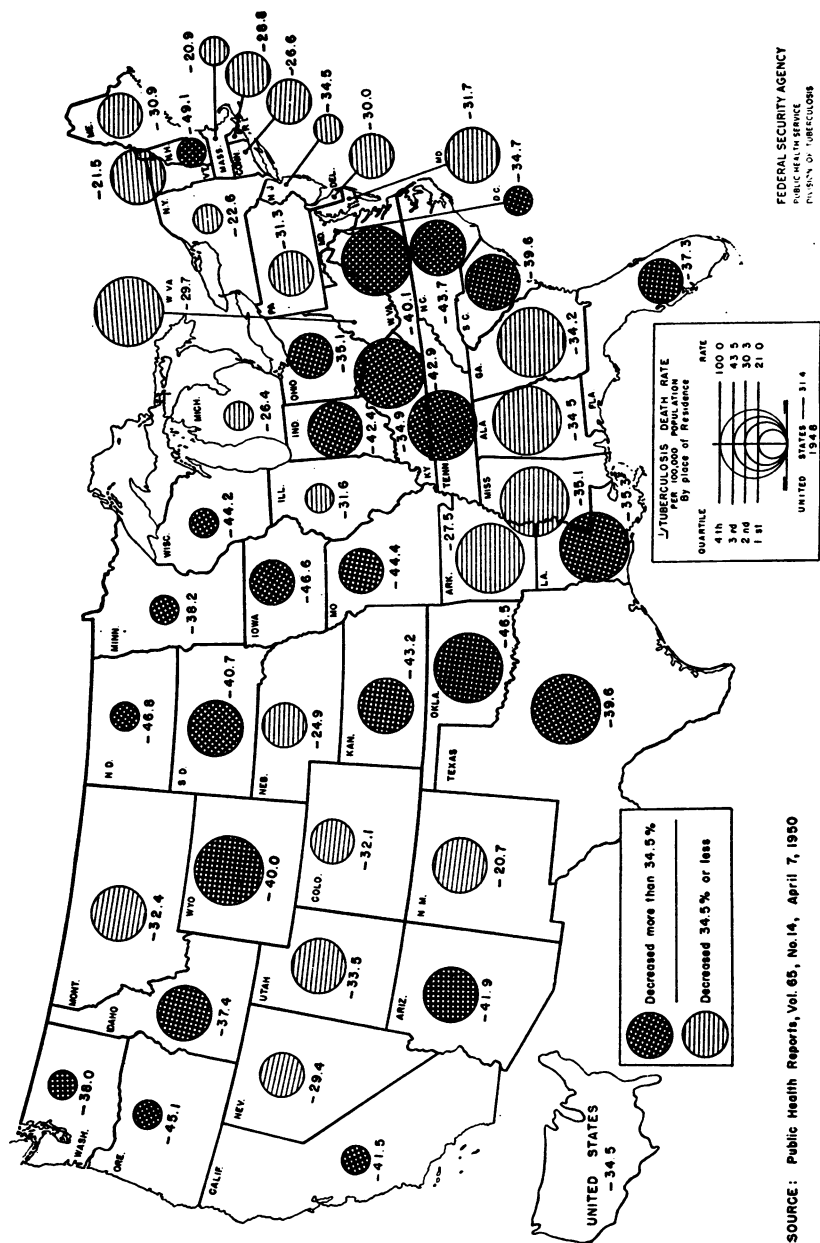 WASH.
-38.0
ORE.
-45.1
CALIF.
-41.5
IDAHO
-37.4
NEV.
-29.4
MONT.
-32.4
WYO
-40.0
UTAH
-33.5
COLO.
-32.1
ARIZ.
-41.9
N M.
-20.7
N D.
-46.8
S D.
-40.7
NEB.
-24.9
KAN.
-43.2
OKLA.
-46.5
TEXAS
-39.6
MINN.
-38.2
IOWA
-46.6
MO
-44.4
ARK.
-27.5
LA.
-35.3
WISC.
-44.2
ILL.
-31.6
MICH.
-26.4
IND.
-42.4
OHIO
-35.1
KY
-34.9
TENN
-42.9
MISS
-35.1
ALA
-34.5
GA.
-34.2
FLA
-37.3
S C.
-39.6
N.C.
-43.7
W.VA.
-40.1
W VA
-29.7
PA
-31.3
N.Y.
-22.6
VT.
-21.5
N H.
-49.1
ME.
-30.9
MASS.
-20.9
R I
-28.8
CONN.
-26.6
N J
-34.5
DEL.
-30.0
MD.
MD
-31.7
D.C.
-34.7
UNITED STATES
-34.5
Decreased more than 34.5%
Decreased 34.5% or less
TUBERCULOSIS DEATH RATE
PER 100,000 POPULATION
By place of Residence
QUARTILE RATE
4 th 100 0
3 rd 43 5
2 nd 30 3
1 st 21 0
UNITED STATES 31 4
1948
FEDERAL SECURITY AGENCY
PUBLIC HEALTH SERVICE
DIVISION OF TUBERCULOSIS
SOURCE: Public Health Reports, Vol. 65, No. 14, April 7, 1950